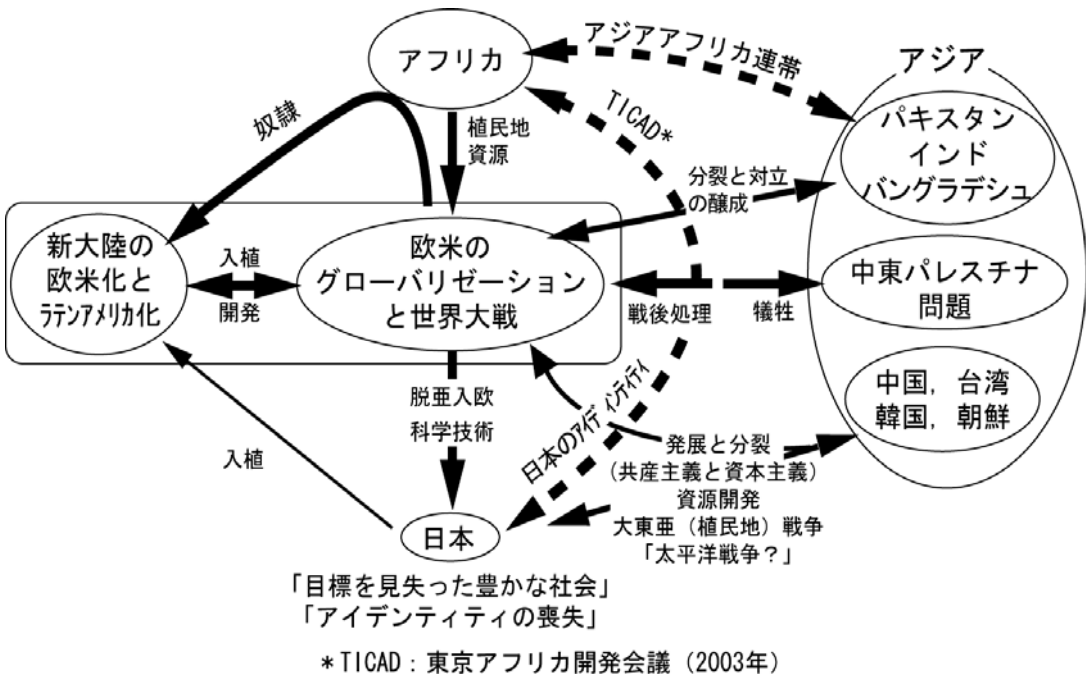 アフリカ
アジアアフリカ連帯
アジア
奴隷
植民地
資源
TICAD*
パキスタン
インド
バングラデシュ
分裂と対立
の醸成
新大陸の
欧米化と
ラテンアメリカ化
入植
開発
欧米の
グローバリゼーション
と世界大戦
戦後処理
犠牲
中東パレスチナ
問題
脱亜入欧
科学技術
日本のアイデンティティ
中国，台湾
韓国，朝鮮
入植
発展と分裂
（共産主義と資本主義）
資源開発
大東亜（植民地）戦争
「太平洋戦争？」
日本
「目標を見失った豊かな社会」
「アイデンティティの喪失」
*TICAD：東京アフリカ開発会議（2003年）